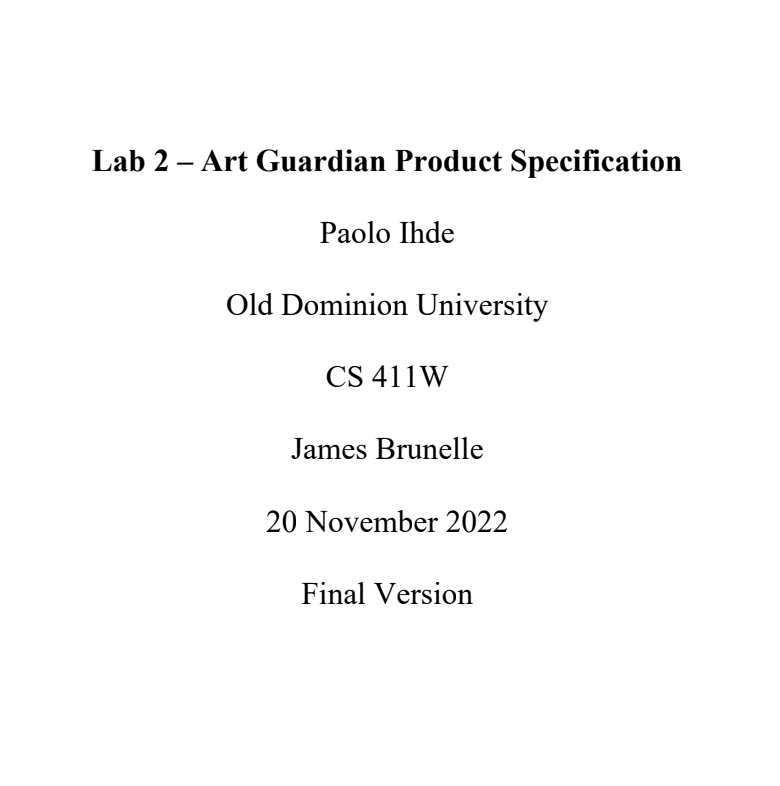 Lab 2 – Art Guardian Product Specification
Paolo Ihde
Old Dominion University
CS 411W
James Brunelle
20 November 2022
Final Version